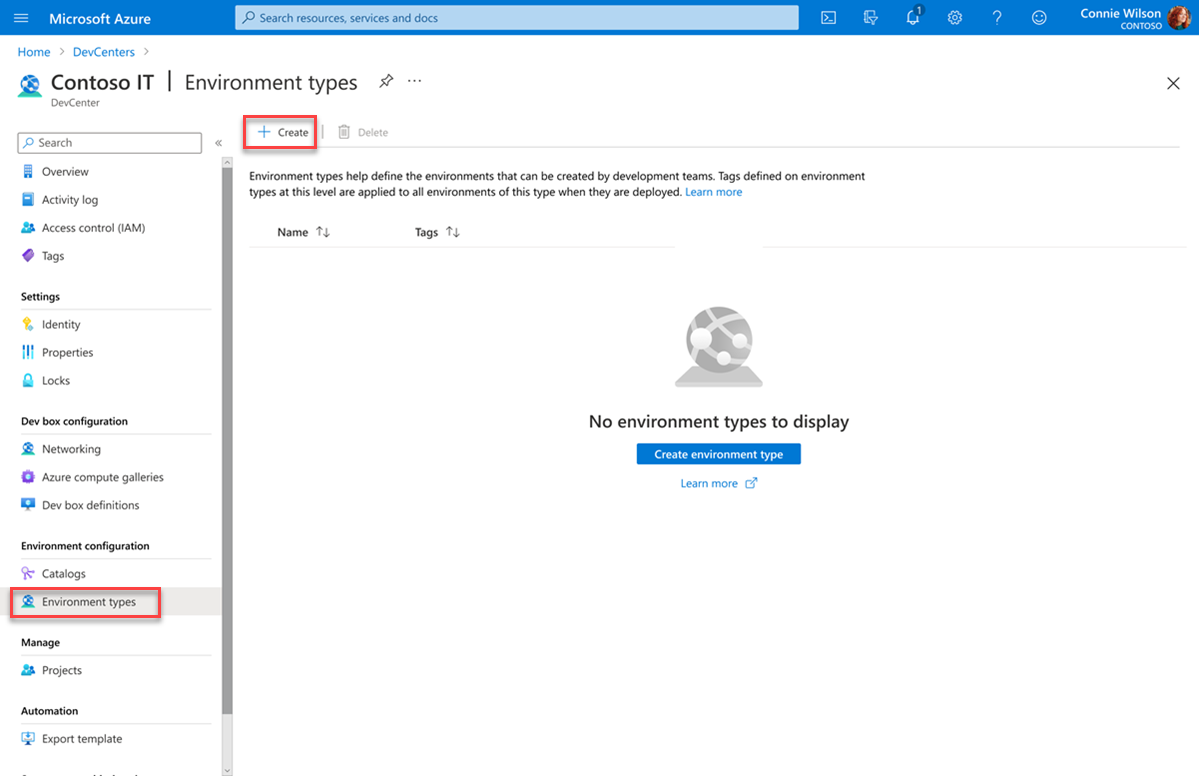 Microsoft Azure
Search resources, services and docs
1
Connie Wilson
CONTOSO
Home > DevCenters >
Contoso IT | Environment types
DevCenter
Search
«
Overview
Activity log
Access control (IAM)
Tags
Settings
Identity
Properties
Locks
Dev box configuration
Networking
Azure compute galleries
Dev box definitions
Environment configuration
Catalogs
Environment types
Manage
Projects
Automation
Export template
+ Create | Delete
Environment types help define the environments that can be created by development teams. Tags defined on environment
types at this level are applied to all environments of this type when they are deployed. Learn more
Name ↑↓ Tags ↑↓
No environment types to display
Create environment type
Learn more